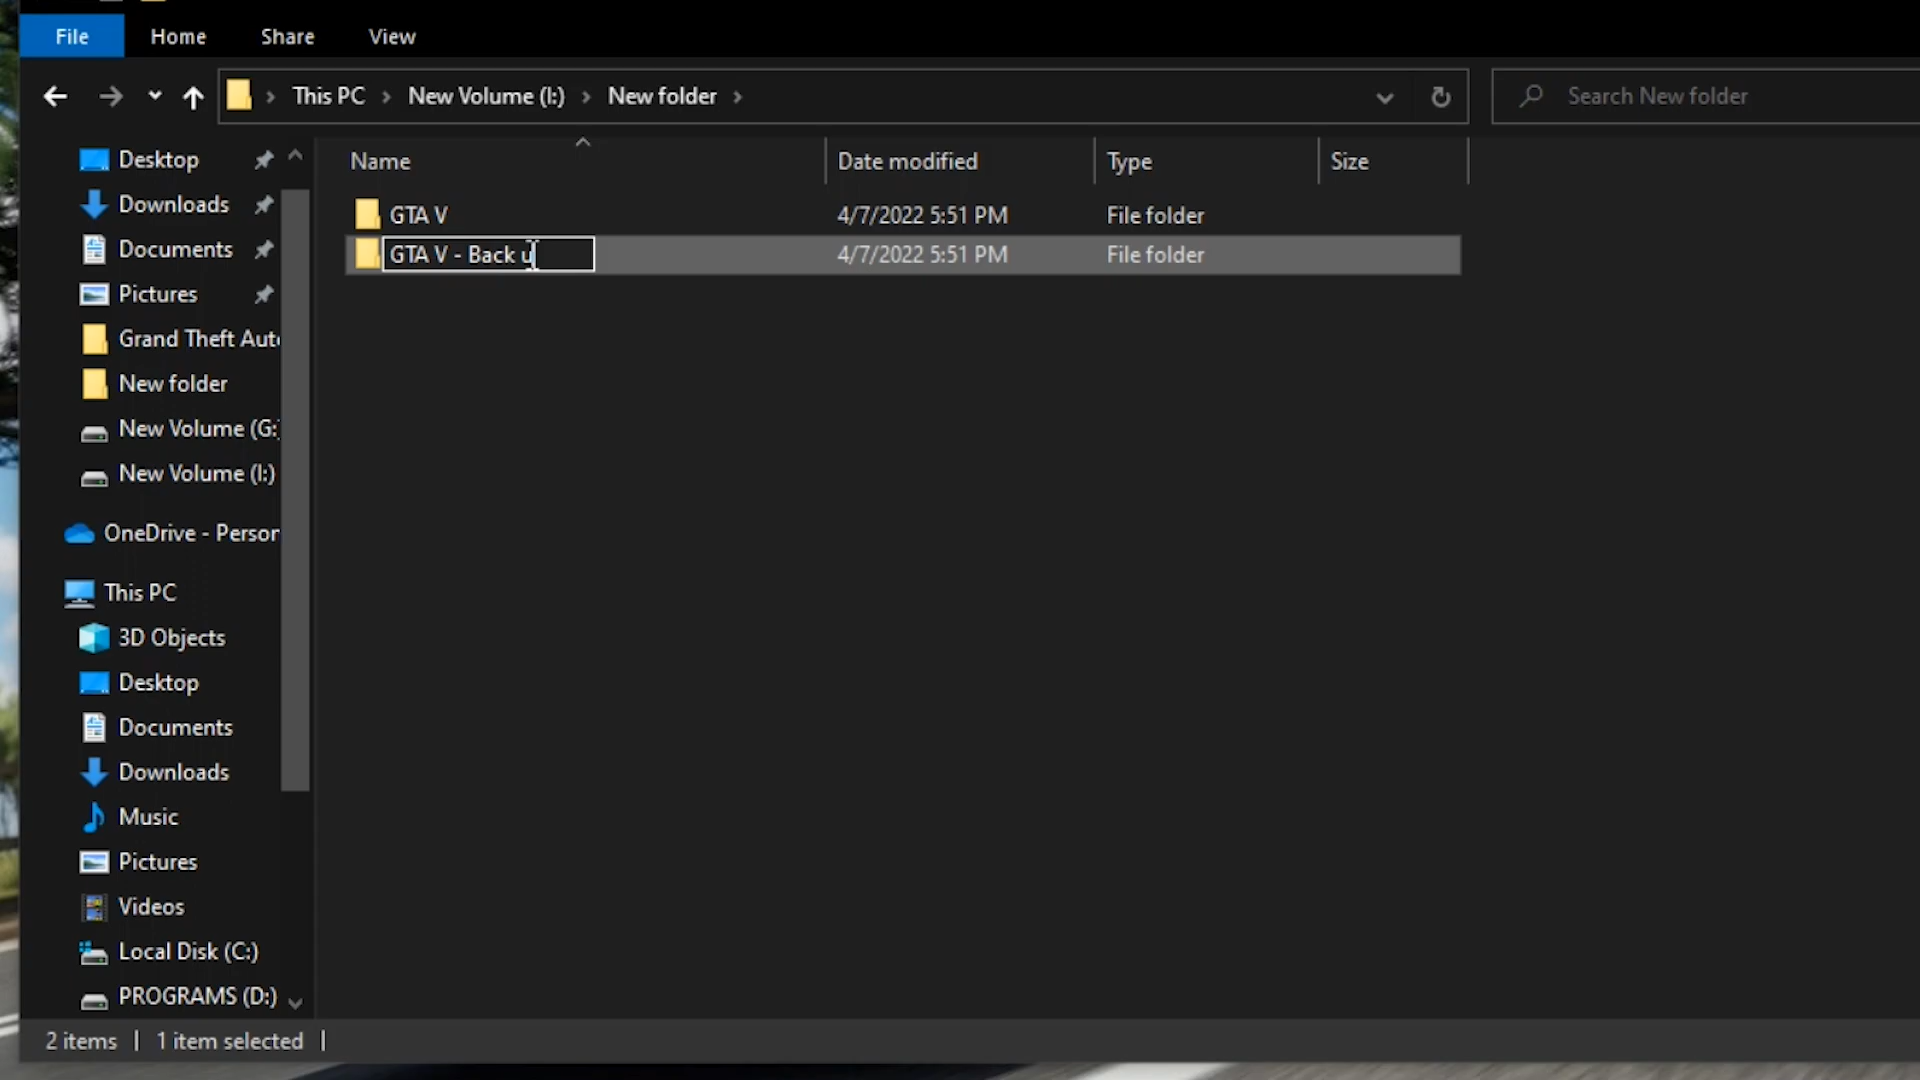 File Home Share View
This PC New Volume (I:) New folder
Search New folder
Name Date modified Type Size
GTA V 4/7/2022 5:51 PM File folder
GTA V - Back u 4/7/2022 5:51 PM File folder
Desktop
Downloads
Documents
Pictures
Grand Theft Aut
New folder
New Volume (G:
New Volume (I:)
OneDrive - Person
This PC
3D Objects
Desktop
Documents
Downloads
Music
Pictures
Videos
Local Disk (C:)
PROGRAMS (D:)
2 items 1 item selected